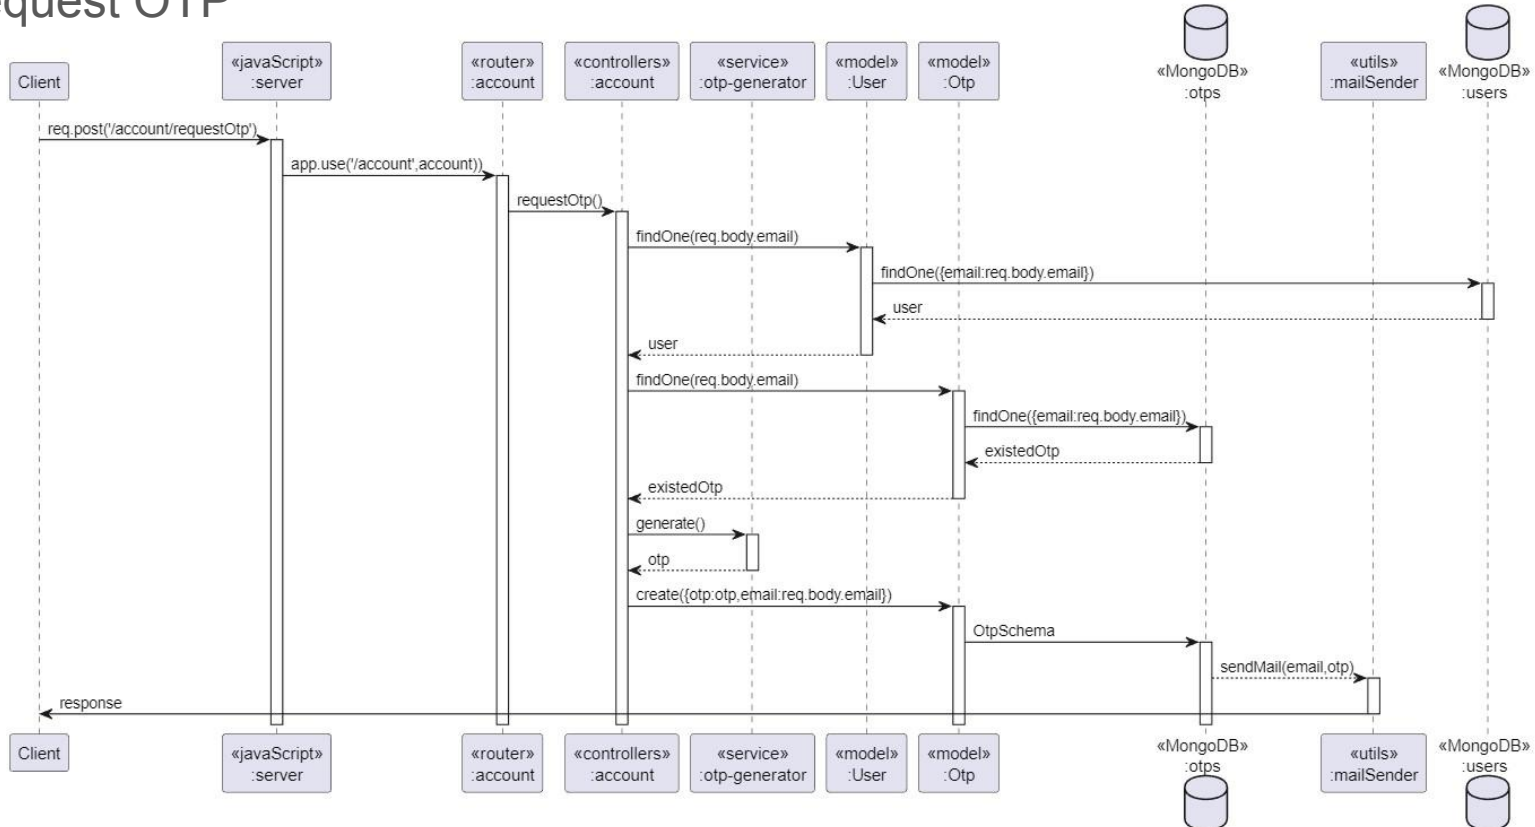 equest OTP
Client
«javaScript»
:server
«router»
:account
«controllers»
:account
«service»
:otp-generator
«model»
:User
«model»
:Otp
«MongoDB»
:otps
«utils»
:mailSender
«MongoDB»
:users
req.post('/account/requestOtp')
app.use('/account',account))
requestOtp()
findOne(req.body.email)
findOne({email:req.body.email})
user
user
findOne(req.body.email)
findOne({email:req.body.email})
existedOtp
existedOtp
generate()
otp
create({otp:otp,email:req.body.email})
OtpSchema
sendMail(email,otp)
response
Client
«javaScript»
:server
«router»
:account
«controllers»
:account
«service»
:otp-generator
«model»
:User
«model»
:Otp
«MongoDB»
:otps
«utils»
:mailSender
«MongoDB»
:users